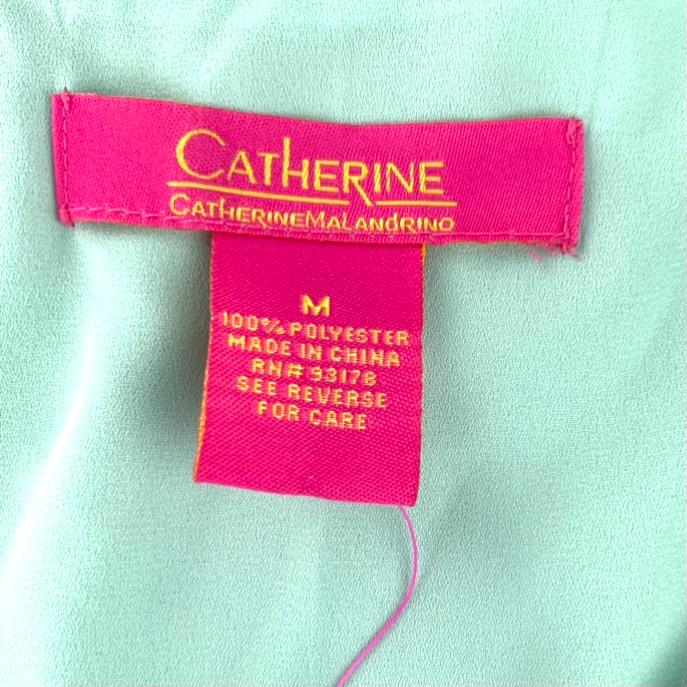 CATHERINE
CATHERINEMALANDRINO
M
100% POLYESTER
MADE IN CHINA
RN# 93178
SEE REVERSE
FOR CARE